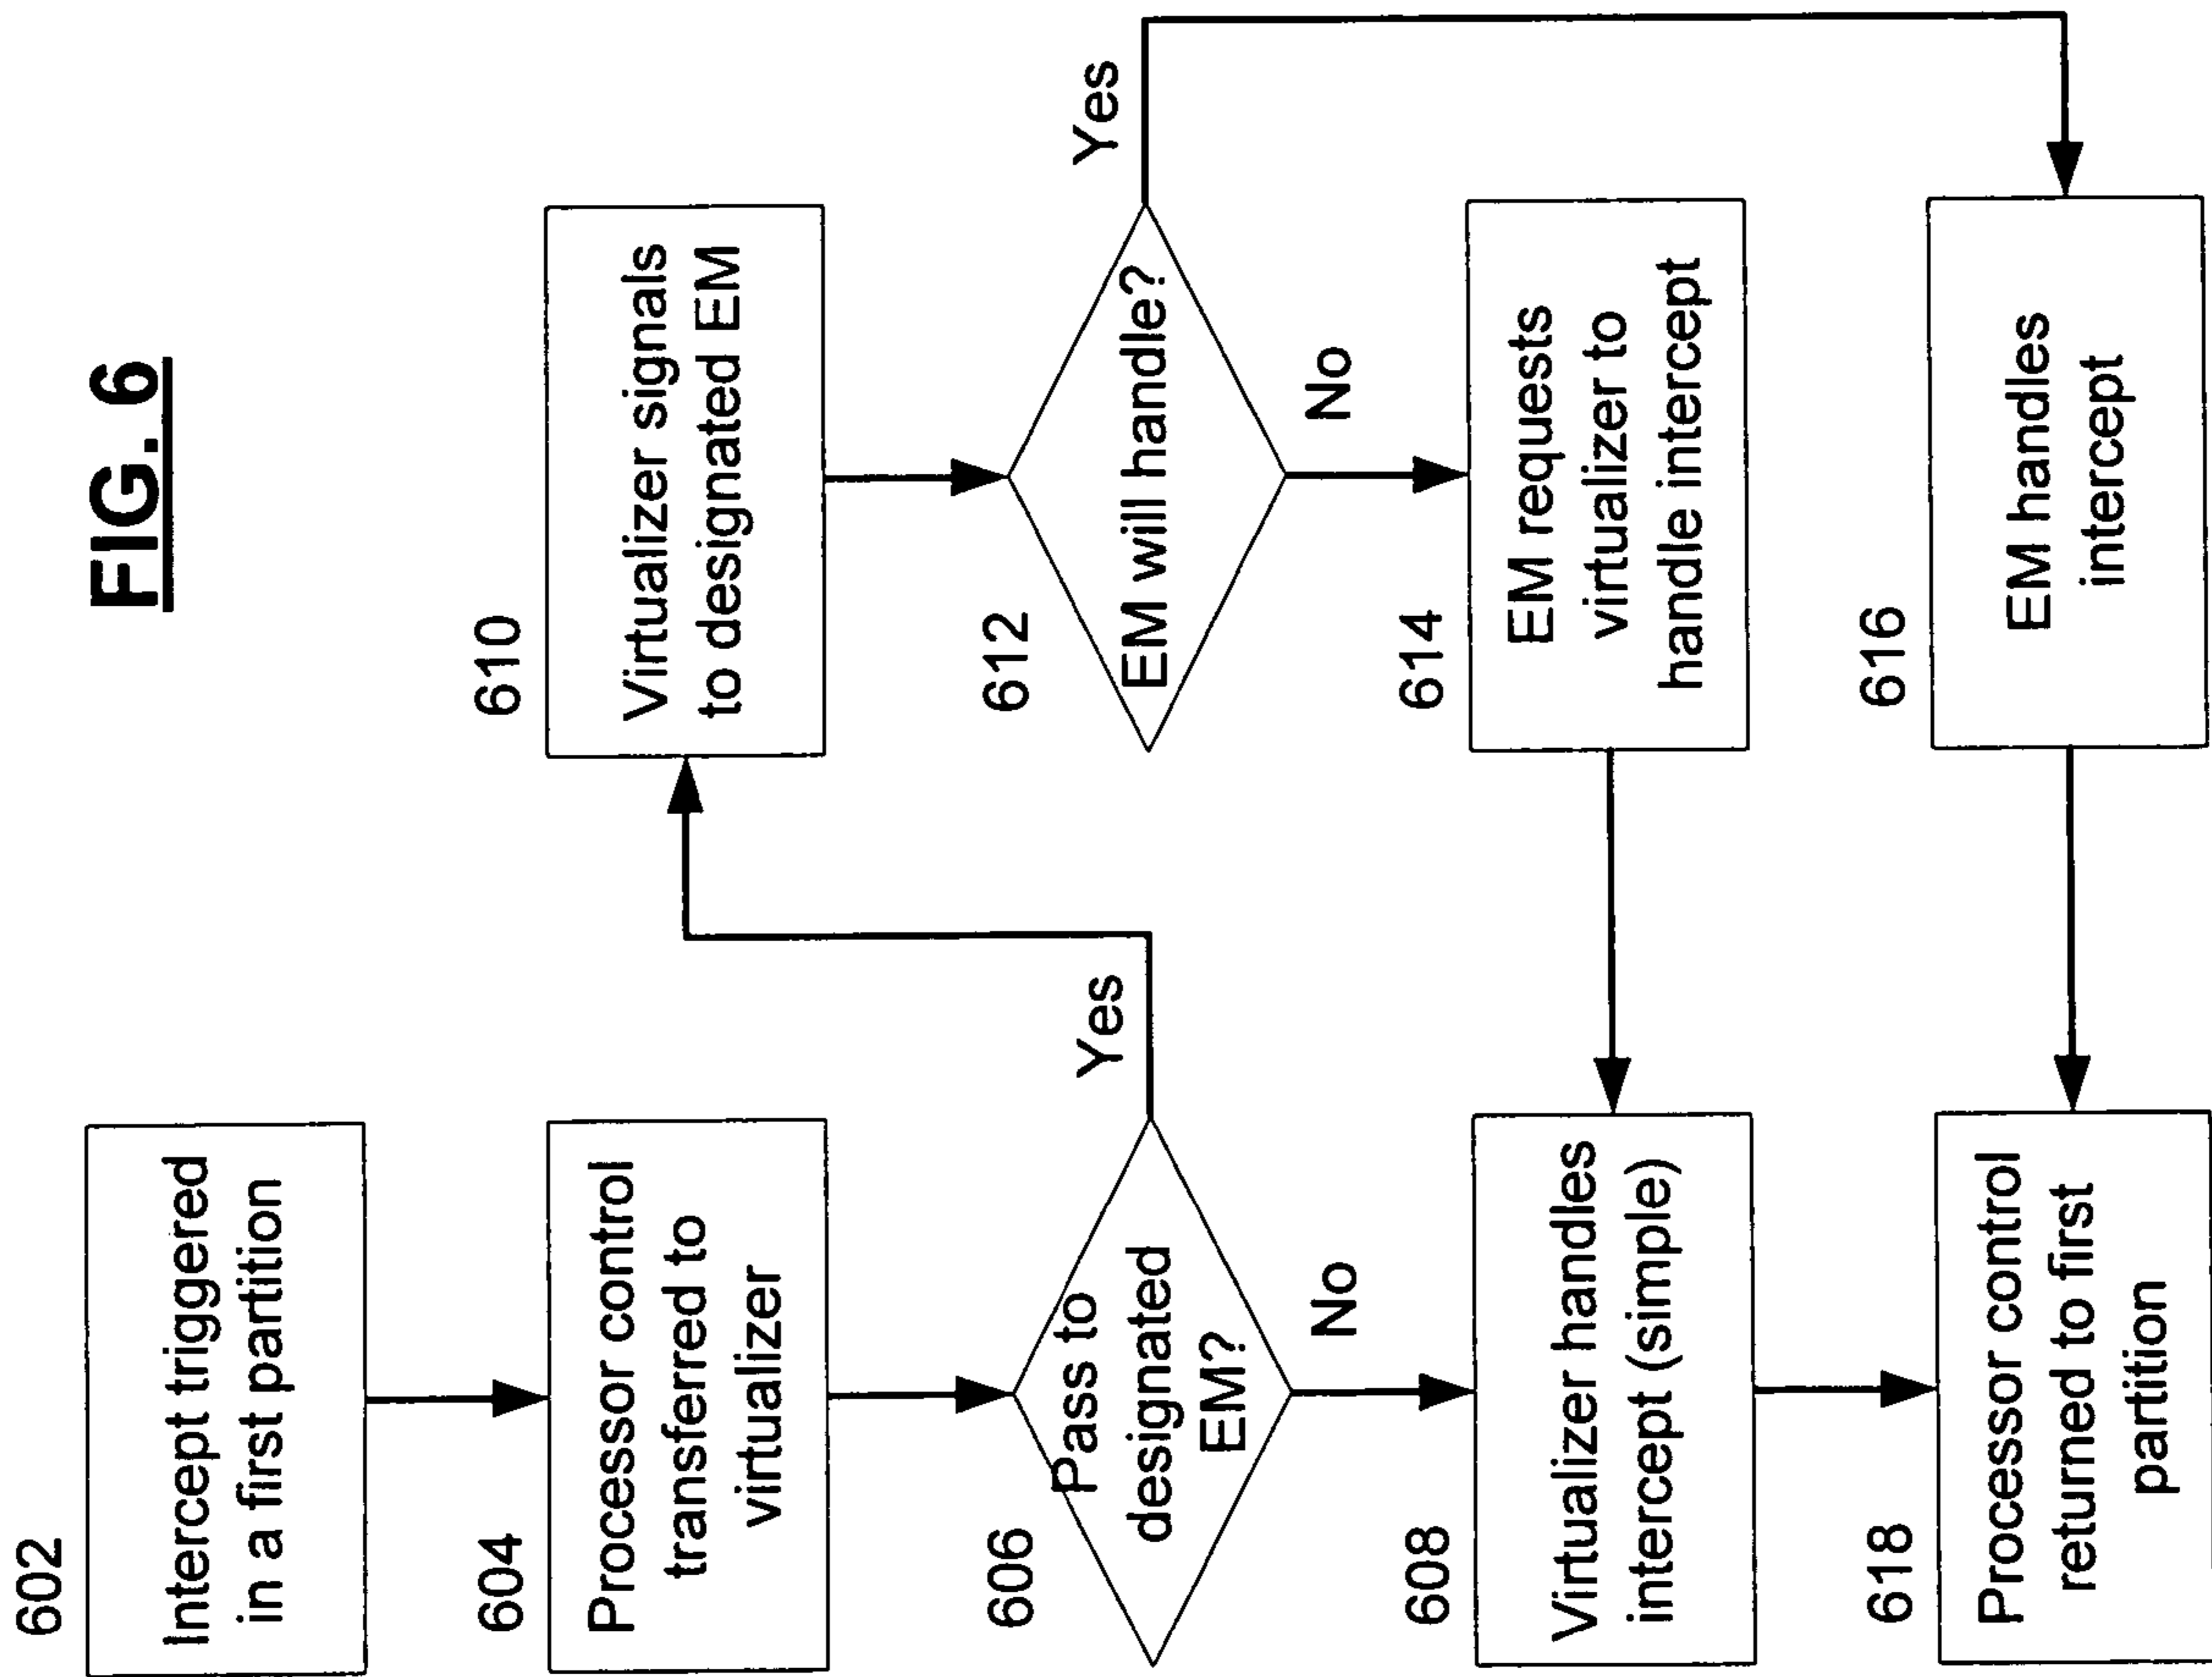 FIG. 6
602
Intercept triggered
in a first partition
604
Processor control
transferred to
virtualizer
606
Pass to
designated
EM?
Yes
No
608
Virtualizer handles
intercept (simple)
618
Processor control
returned to first
partition
610
Virtualizer signals
to designated EM
612
EM will handle?
Yes
No
614
EM requests
virtualizer to
handle intercept
616
EM handles
intercept